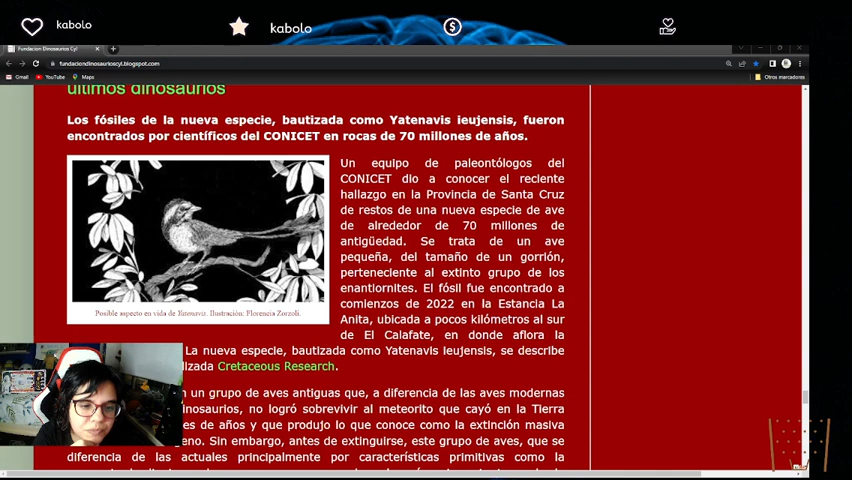 kabolo
kabolo
Fundacion Dinosaurios Cyl
fundaciondinosaurioscyl.blogspot.com
Gmail YouTube Maps Otros marcadores
últimos dinosaurios
Los fósiles de la nueva especie, bautizada como Yatenavis ieujensis, fueron
encontrados por científicos del CONICET en rocas de 70 millones de años.
Un equipo de paleontólogos del
CONICET dio a conocer el reciente
hallazgo en la Provincia de Santa Cruz
de restos de una nueva especie de ave
de alrededor de 70 millones de
antigüedad. Se trata de un ave
pequeña, del tamaño de un gorrión,
perteneciente al extinto grupo de los
enantiornites. El fósil fue encontrado a
comienzos de 2022 en la Estancia La
Anita, ubicada a pocos kilómetros al sur
de El Calafate, en donde aflora la
Posible aspecto en vida de Yatenavis. Ilustración: Florencia Zorzoli.
La nueva especie, bautizada como Yatenavis Ieujensis, se describe
lizada Cretaceous Research.
n un grupo de aves antiguas que, a diferencia de las aves modernas
dinosaurios, no logró sobrevivir al meteorito que cayó en la Tierra
es de años y que produjo lo que conoce como la extinción masiva
geno. Sin embargo, antes de extinguirse, este grupo de aves, que se
diferencia de las actuales principalmente por características primitivas como la